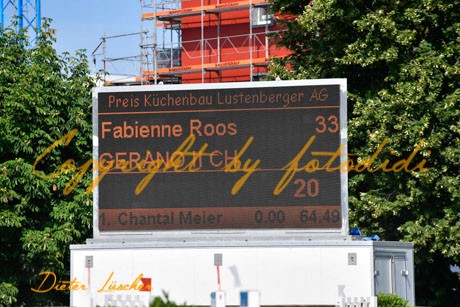 Preis Küchenbau Lustenberger AG
Fabienne Roos 33
CH
Copyright by fotodidi
20
1. Chantal Meier 0.00 64.49
Dieter Lüscher